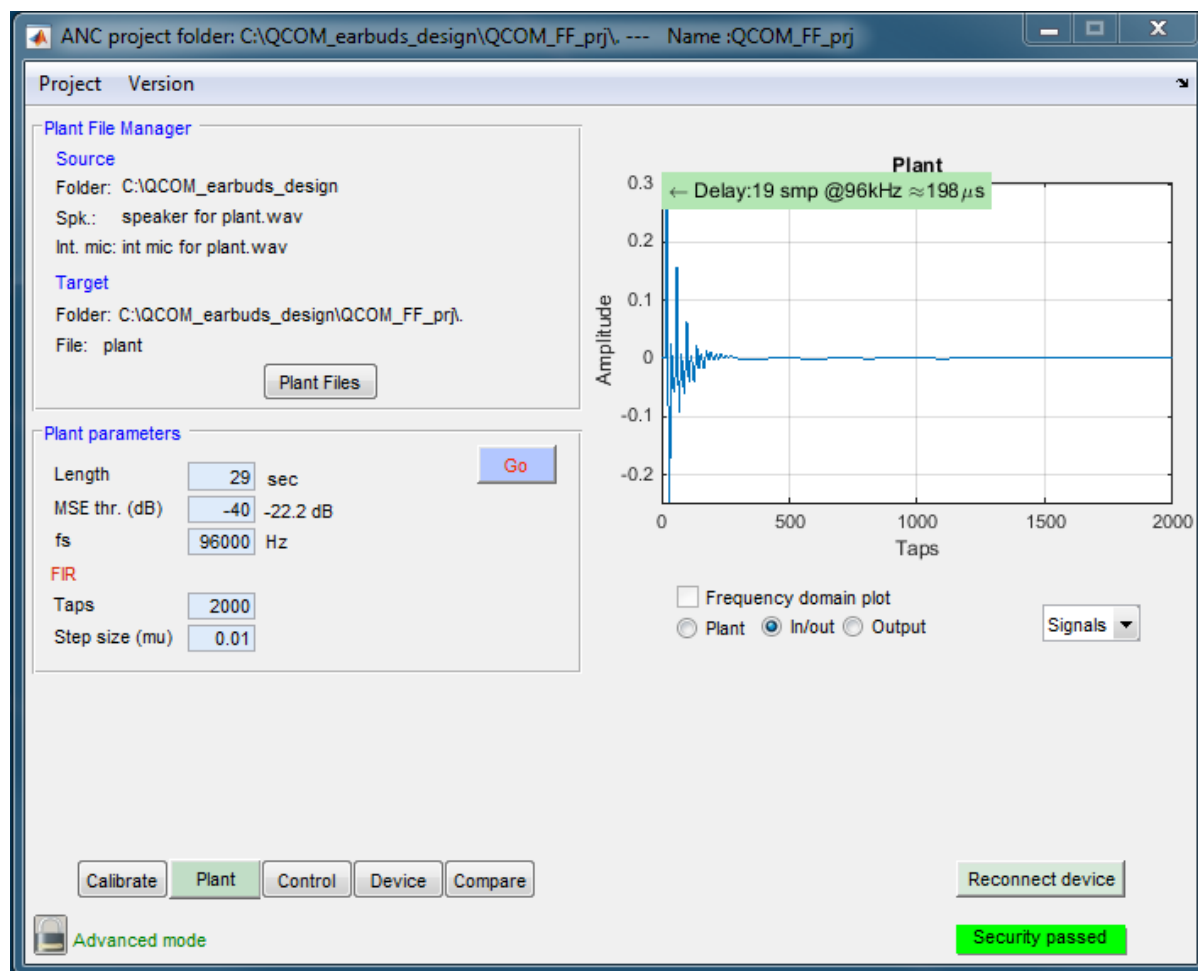 ANC project folder: C:\QCOM_earbuds_design\QCOM_FF_prj\. --- Name :QCOM_FF_prj
Project Version
Plant File Manager
Source
Folder: C:\QCOM_earbuds_design
Spk.: speaker for plant.wav
Int. mic: int mic for plant.wav
Target
Folder: C:\QCOM_earbuds_design\QCOM_FF_prj\.
File: plant
Plant Files
Plant parameters
Go
Length 29 sec
MSE thr. (dB) -40 -22.2 dB
fs 96000 Hz
FIR
Taps 2000
Step size (mu) 0.01
Plant
← Delay:19 smp @96kHz ≈198μs
0.3
0.2
0.1
0
-0.1
-0.2
Amplitude
0 500 1000 1500 2000
Taps
Frequency domain plot
Plant In/out Output
Signals
Calibrate Plant Control Device Compare
Reconnect device
Advanced mode
Security passed